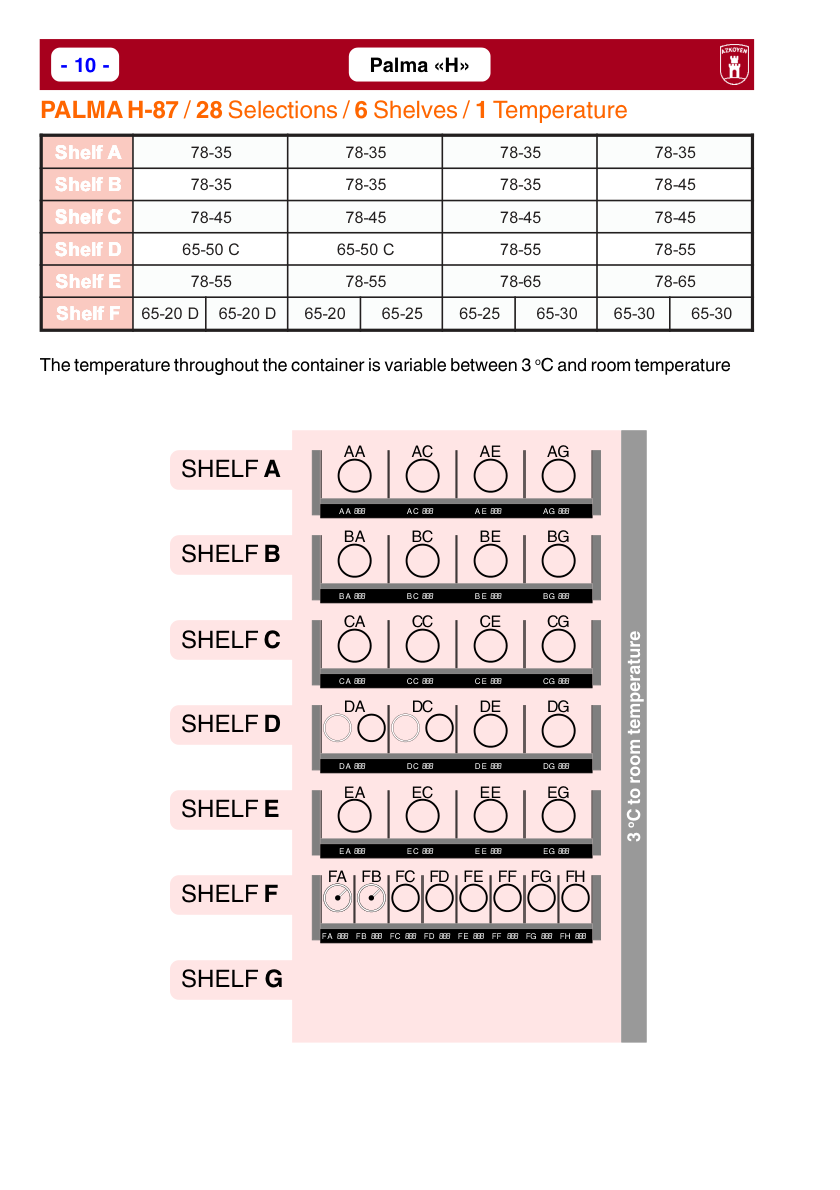 - 10 -
Palma «H»
AZKOYEN
PALMA H-87 / 28 Selections / 6 Shelves / 1 Temperature
Shelf A 78-35 78-35 78-35 78-35
Shelf B 78-35 78-35 78-35 78-45
Shelf C 78-45 78-45 78-45 78-45
Shelf D 65-50 C 65-50 C 78-55 78-55
Shelf E 78-55 78-55 78-65 78-65
Shelf F 65-20 D 65-20 D 65-20 65-25 65-25 65-30 65-30 65-30
The temperature throughout the container is variable between 3 ºC and room temperature
SHELF A
AA AC AE AG
AA 888 AC 888 AE 888 AG 888
SHELF B
BA BC BE BG
BA 888 BC 888 BE 888 BG 888
SHELF C
CA CC CE CG
CA 888 CC 888 CE 888 CG 888
SHELF D
DA DC DE DG
DA 888 DC 888 DE 888 DG 888
SHELF E
EA EC EE EG
EA 888 EC 888 EE 888 EG 888
SHELF F
FA FB FC FD FE FF FG FH
FA 888 FB 888 FC 888 FD 888 FE 888 FF 888 FG 888 FH 888
SHELF G
3 ºC to room temperature